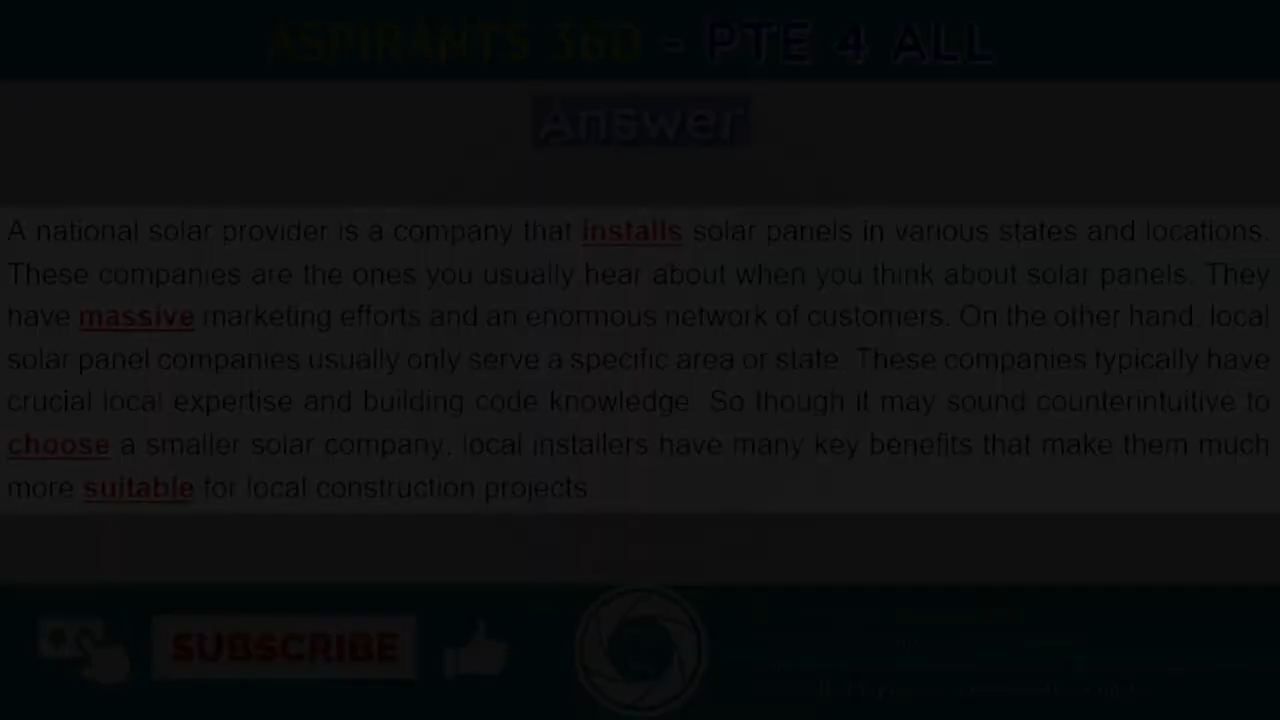 ASPIRANTS 360 - PTE 4 ALL
Answer
A national solar provider is a company that installs solar panels in various states and locations.
These companies are the ones you usually hear about when you think about solar panels. They
have massive marketing efforts and an enormous network of customers. On the other hand, local
solar panel companies usually only serve a specific area or state. These companies typically have
crucial local expertise and building code knowledge. So though it may sound counterintuitive to
choose a smaller solar company, local installers have many key benefits that make them much
more suitable for local construction projects.
SUBSCRIBE